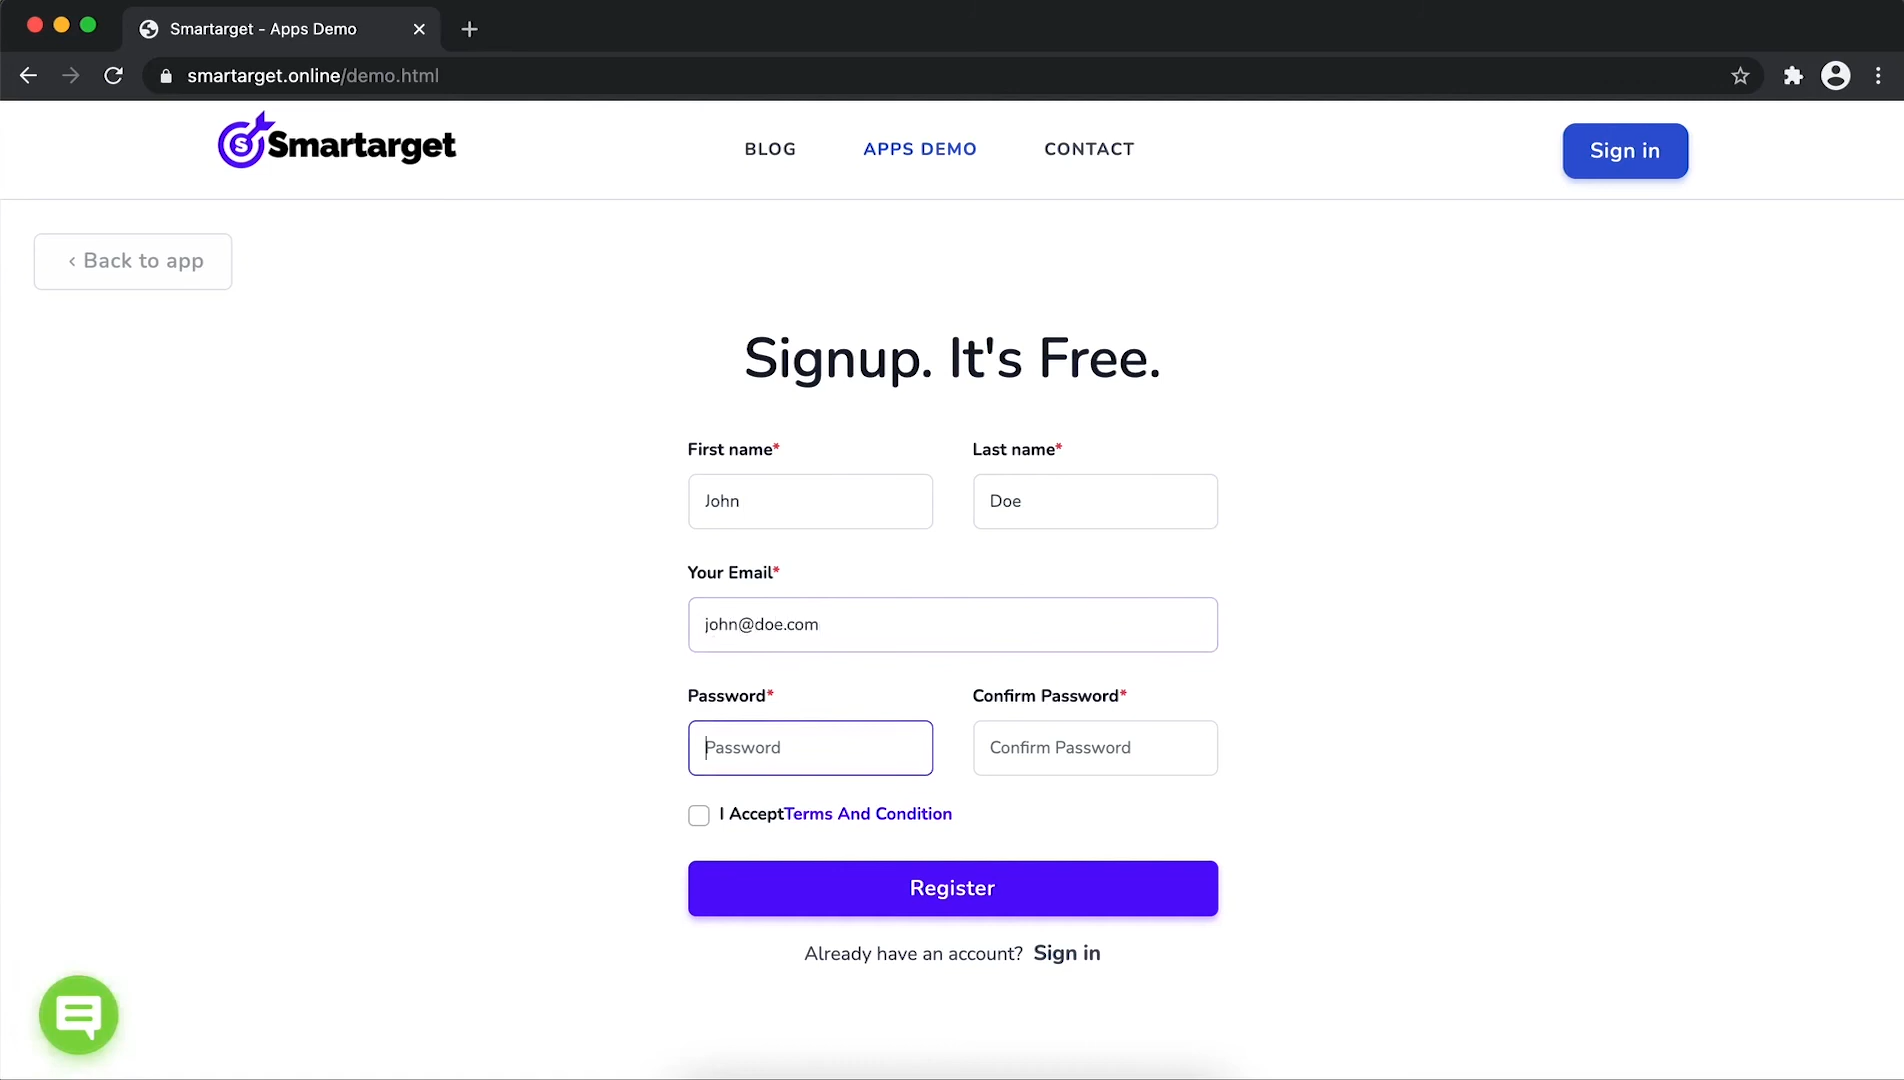 Smartarget - Apps Demo
smartarget.online/demo.html
Smartarget
BLOG
APPS DEMO
CONTACT
Sign in
‹ Back to app
Signup. It's Free.
First name* Last name*
John Doe
Your Email*
john@doe.com
Password* Confirm Password*
Password Confirm Password
I AcceptTerms And Condition
Register
Already have an account? Sign in